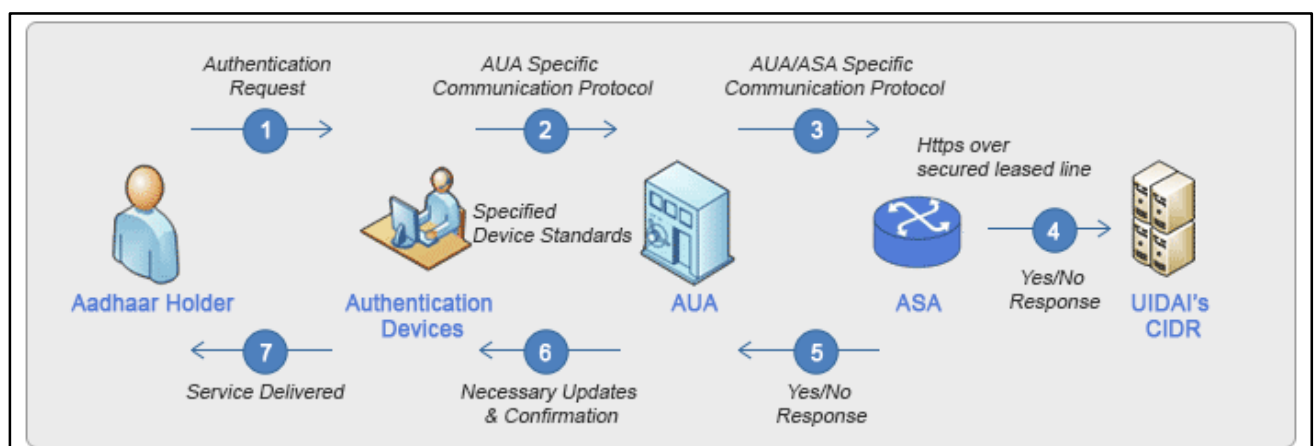 Authentication
Request
1
AUA Specific
Communication Protocol
2
AUA/ASA Specific
Communication Protocol
3
Https over
secured leased line
4
Yes/No
Response
Specified
Device Standards
Aadhaar Holder
Authentication
Devices
AUA
ASA
UIDAI's
CIDR
7
Service Delivered
6
Necessary Updates
& Confirmation
5
Yes/No
Response